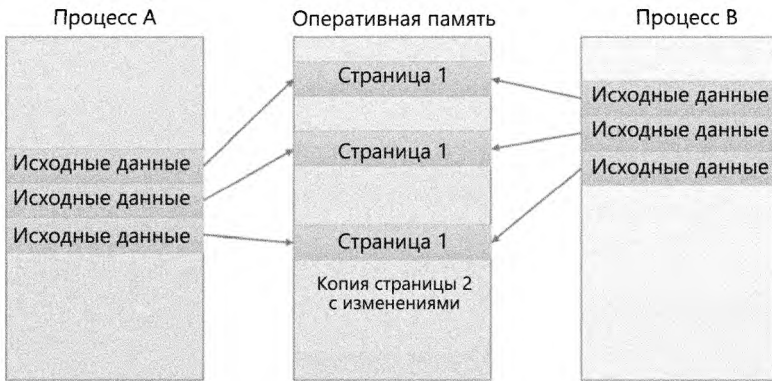 Процесс A
Оперативная память
Процесс B
Исходные данные
Исходные данные
Исходные данные
Страница 1
Страница 1
Страница 1
Копия страницы 2
с изменениями
Исходные данные
Исходные данные
Исходные данные